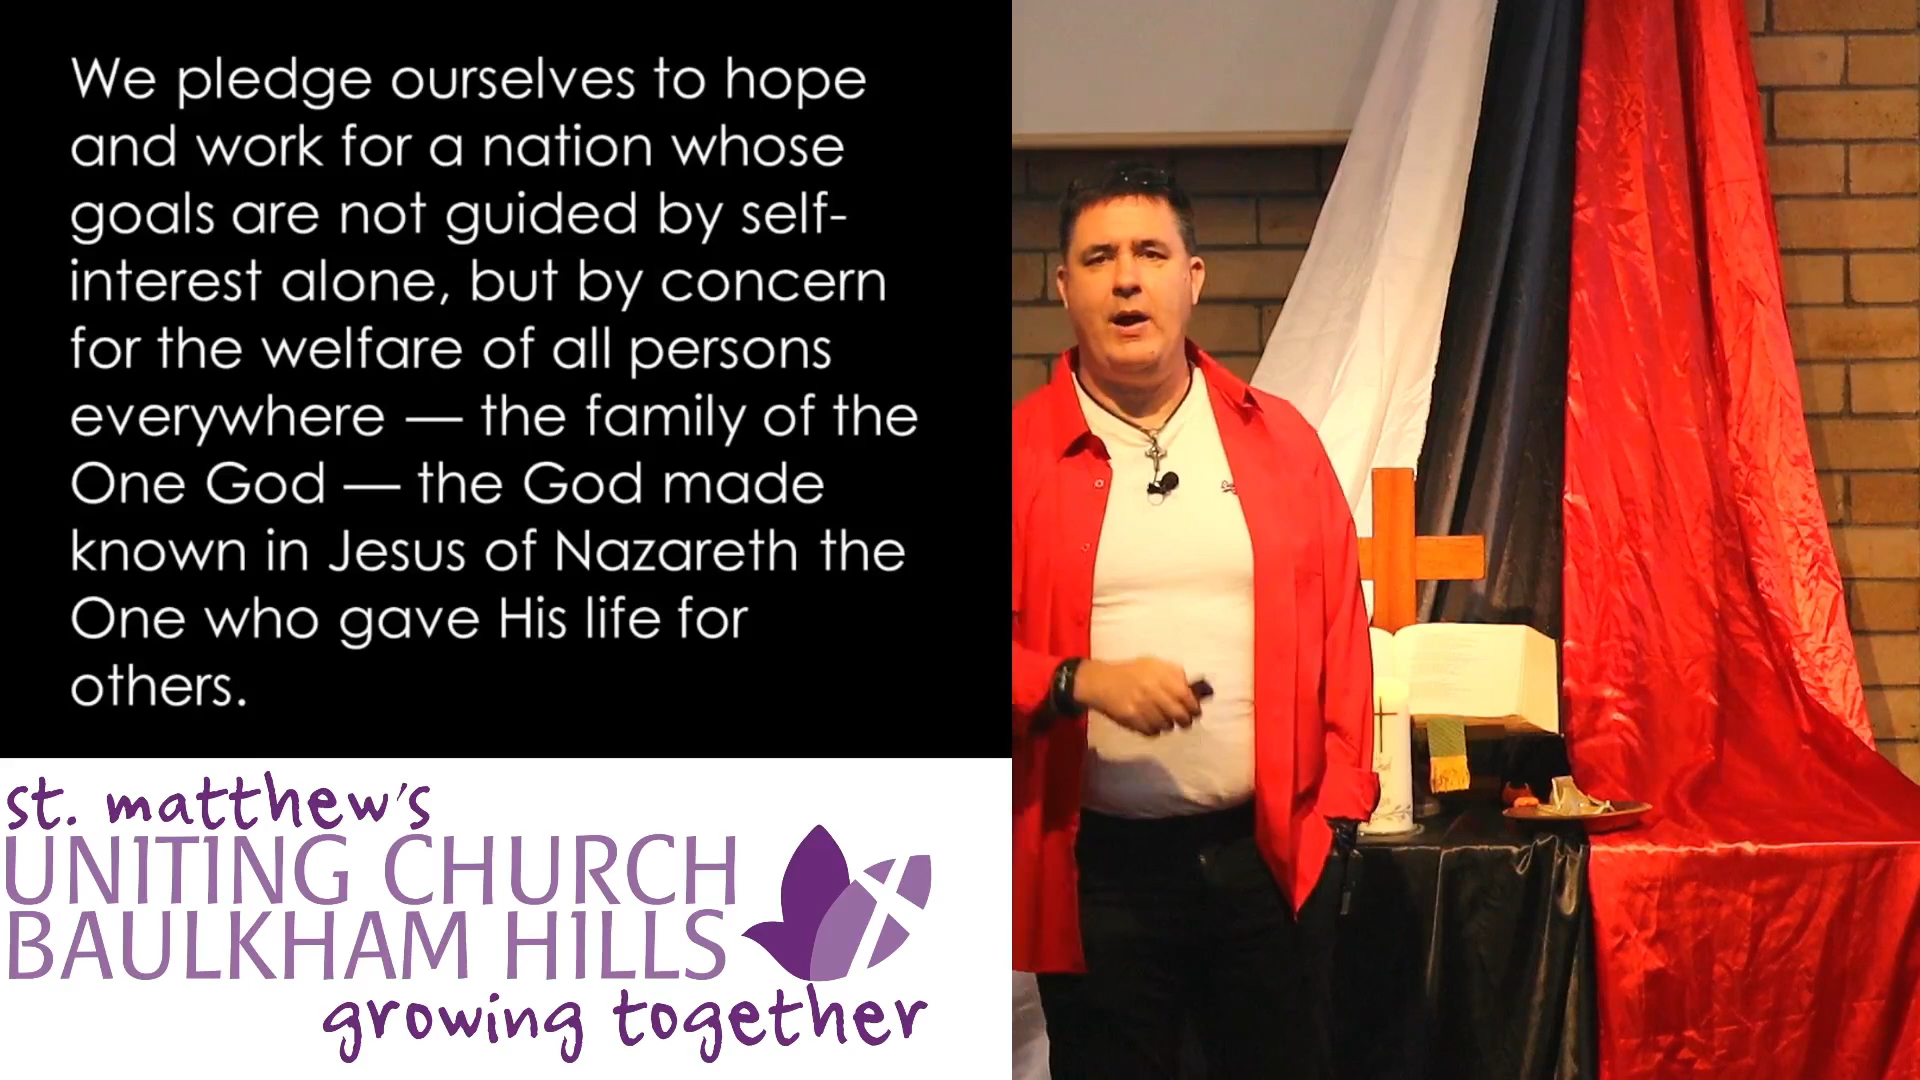 We pledge ourselves to hope
and work for a nation whose
goals are not guided by self-
interest alone, but by concern
for the welfare of all persons
everywhere — the family of the
One God — the God made
known in Jesus of Nazareth the
One who gave His life for
others.
st. matthew's
UNITING CHURCH
BAULKHAM HILLS
growing together